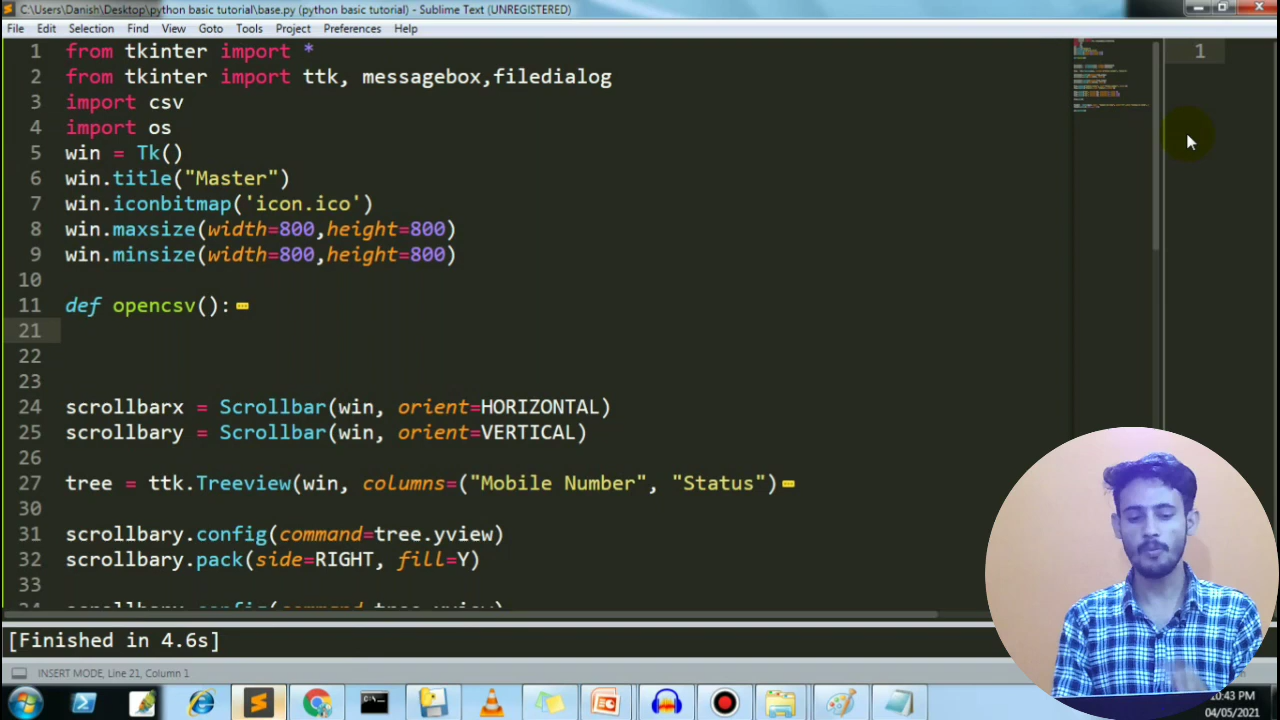 C:\Users\Danish\Desktop\python basic tutorial\base.py (python basic tutorial) - Sublime Text (UNREGISTERED)
File Edit Selection Find View Goto Tools Project Preferences Help
1 from tkinter import *
2 from tkinter import ttk, messagebox,filedialog
3 import csv
4 import os
5 win = Tk()
6 win.title("Master")
7 win.iconbitmap('icon.ico')
8 win.maxsize(width=800,height=800)
9 win.minsize(width=800,height=800)
10
11 def opencsv():
21
22
23
24 scrollbarx = Scrollbar(win, orient=HORIZONTAL)
25 scrollbary = Scrollbar(win, orient=VERTICAL)
26
27 tree = ttk.Treeview(win, columns=("Mobile Number", "Status")
30
31 scrollbary.config(command=tree.yview)
32 scrollbary.pack(side=RIGHT, fill=Y)
33
1
[Finished in 4.6s]
INSERT MODE, Line 21, Column 1
10:43 PM
04/05/2021